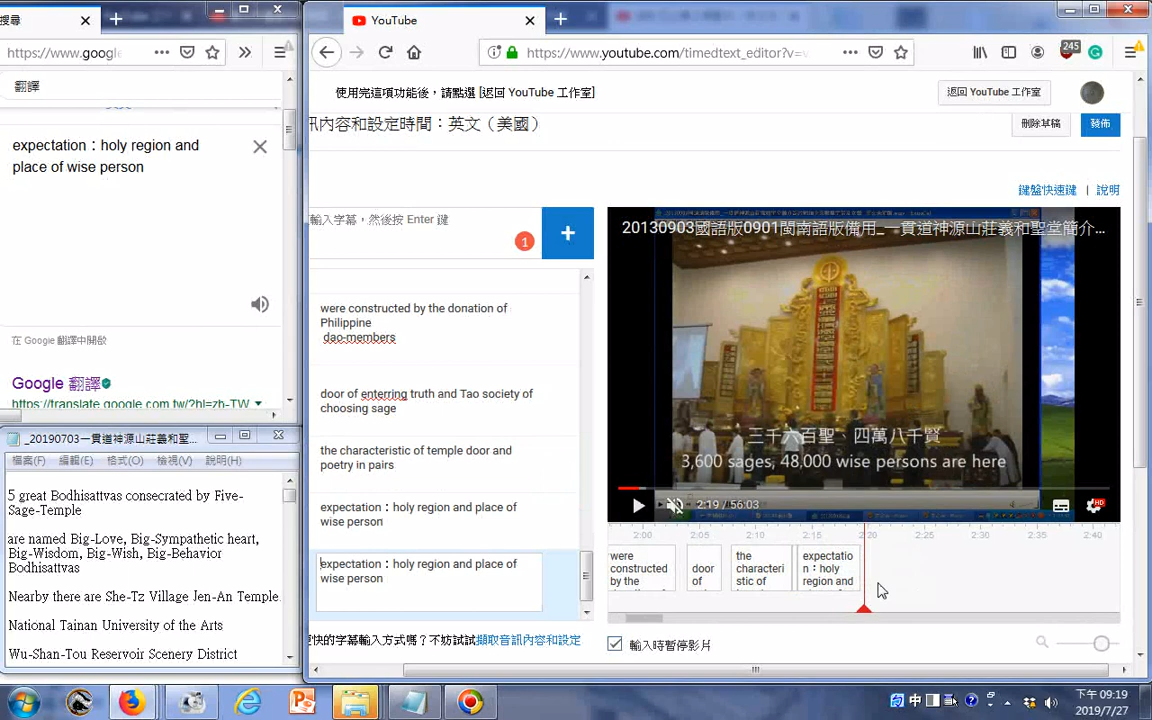 搜尋
https://www.google
翻譯
expectation：holy region and
place of wise person
在 Google 翻譯中開啟
Google 翻譯
https://translate.google.com.tw/?hl=zh-TW
_20190703一貫道神源山莊義和聖...
檔案(F) 編輯(E) 格式(O) 檢視(V) 說明(H)
5 great Bodhisattvas consecrated by Five-
Sage-Temple
are named Big-Love, Big-Sympathetic heart,
Big-Wisdom, Big-Wish, Big-Behavior
Bodhisattvas
Nearby there are She-Tz Village Jen-An Temple.
National Tainan University of the Arts
Wu-Shan-Tou Reservoir Scenery District
YouTube
https://www.youtube.com/timedtext_editor?v=
245
使用完這項功能後，請點選 [返回 YouTube 工作室]
返回 YouTube 工作室
訊內容和設定時間：英文（美國）
刪除草稿
發佈
鍵盤快速鍵 | 說明
輸入字幕，然後按 Enter 鍵
1
+
were constructed by the donation of
Philippine
dao-members
door of enterring truth and Tao society of
choosing sage
the characteristic of temple door and
poetry in pairs
expectation：holy region and place of
wise person
expectation：holy region and place of
wise person
更快的字幕輸入方式嗎？不妨試試擷取音訊內容和設定
20130903國語版0901閩南語版備用_一貫道神源山莊義和聖堂簡介...
三千六百聖、四萬八千賢
3,600 sages, 48,000 wise persons are here
2:19 / 56:03
HD
2:00 2:05 2:10 2:15 2:20 2:25 2:30 2:35 2:40
were
constructed
by the
door
of
the
characteri
stic of
expectatio
n：holy
region and
輸入時暫停影片
中
下午 09:19
2019/7/27